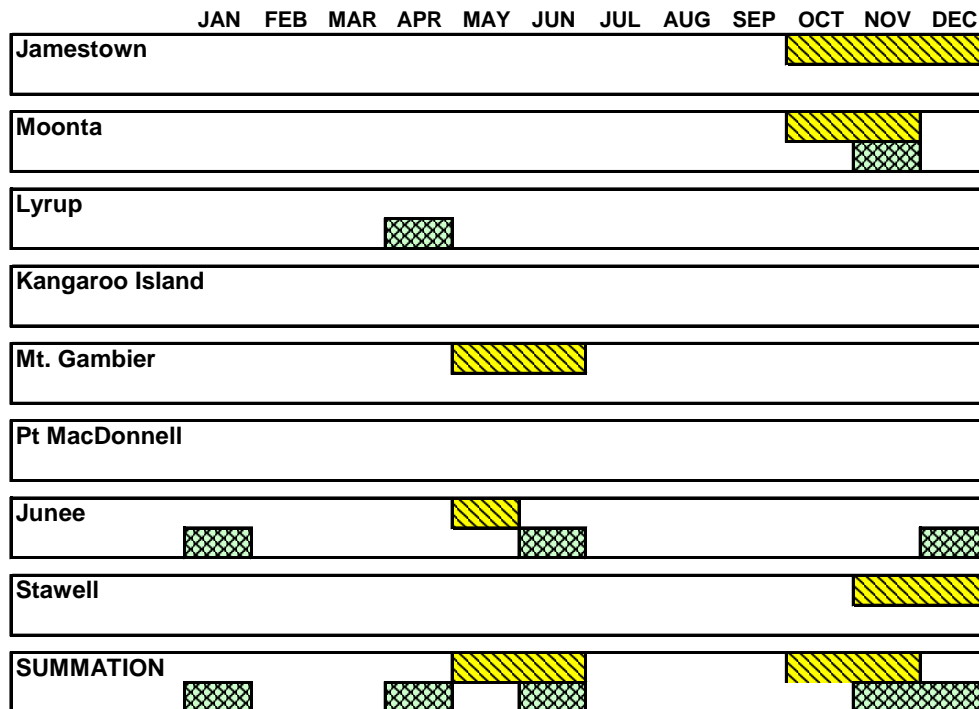 JAN FEB MAR APR MAY JUN JUL AUG SEP OCT NOV DEC
Jamestown
Moonta
Lyrup
Kangaroo Island
Mt. Gambier
Pt MacDonnell
Junee
Stawell
SUMMATION